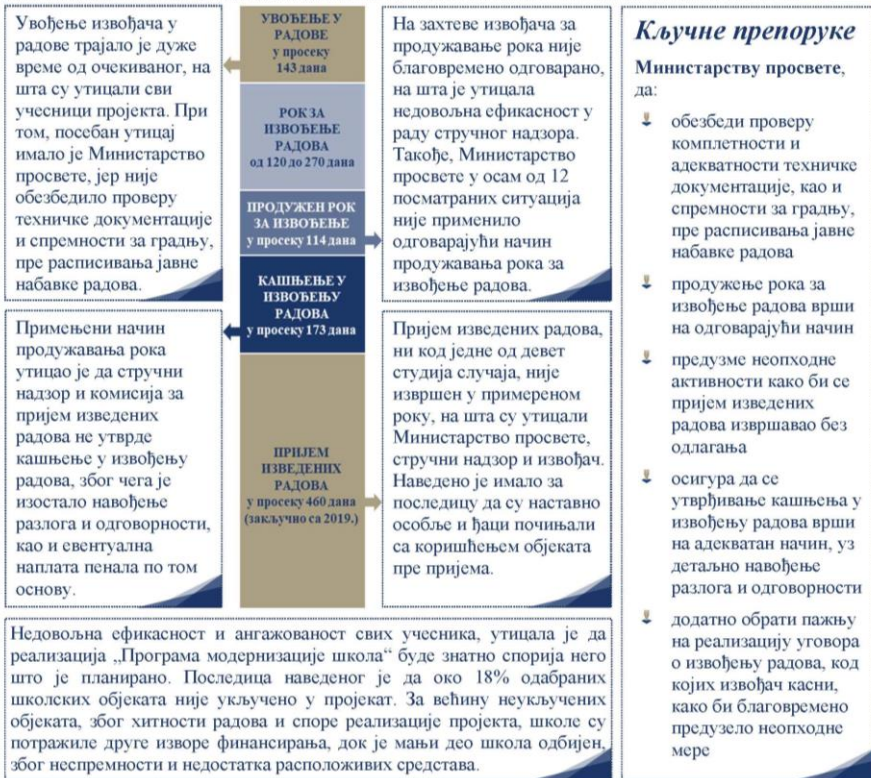 Увођење извођача у
радове трајало је дуже
време од очекиваног, на
шта су утицали сви
учесници пројекта. При
том, посебан утицај
имало је Министарство
просвете, јер није
обезбедило проверу
техничке документације
и спремности за градњу,
пре расписивања јавне
набавке радова.
УВОЂЕЊЕ У
РАДОВЕ
у просеку
143 дана
РОК ЗА
ИЗВОЂЕЊЕ
РАДОВА
од 120 до 270 дана
ПРОДУЖЕН РОК
ЗА ИЗВОЂЕЊЕ
у просеку 114 дана
КАШЊЕЊЕ У
ИЗВОЂЕЊУ
РАДОВА
у просеку 173 дана
ПРИЈЕМ
ИЗВЕДЕНИХ
РАДОВА
у просеку 460 дана
(закључно са 2019.)
На захтеве извођача за
продужавање рока није
благовремено одговарано,
на шта је утицала
недовољна ефикасност у
раду стручног надзора.
Такође, Министарство
просвете у осам од 12
посматраних ситуација
није применило
одговарајући начин
продужавања рока за
извођење радова.
Примењени начин
продужавања рока
утицао је да стручни
надзор и комисија за
пријем изведених
радова не утврде
кашњење у извођењу
радова, због чега је
изостало навођење
разлога и одговорности,
као и евентуална
наплата пенала по том
основу.
Пријем изведених радова,
ни код једне од девет
студија случаја, није
извршен у примереном
року, на шта су утицали
Министарство просвете,
стручни надзор и извођач.
Наведено је имало за
последицу да су наставно
особље и ђаци почињали
са коришћењем објеката
пре пријема.
Недовољна ефикасност и ангажованост свих учесника, утицала је да
реализација „Програма модернизације школа“ буде знатно спорија него
што је планирано. Последица наведеног је да око 18% одабраних
школских објеката није укључено у пројекат. За већину неукључених
објеката, због хитности радова и споре реализације пројекта, школе су
потражиле друге изворе финансирања, док је мањи део школа одбијен,
због неспремности и недостатка расположивих средстава.
Кључне препоруке
Министарству просвете,
да:
обезбеди проверу
комплетности и
адекватности техничке
документације, као и
спремности за градњу,
пре расписивања јавне
набавке радова
продужење рока за
извођење радова врши
на одговарајући начин
предузме неопходне
активности како би се
пријем изведених
радова извршавао без
одлагања
осигура да се
утврђивање кашњења у
извођењу радова врши
на адекватан начин, уз
детаљно навођење
разлога и одговорности
додатно обрати пажњу
на реализацију уговора
о извођењу радова, код
којих извођач касни,
како би благовремено
предузело неопходне
мере